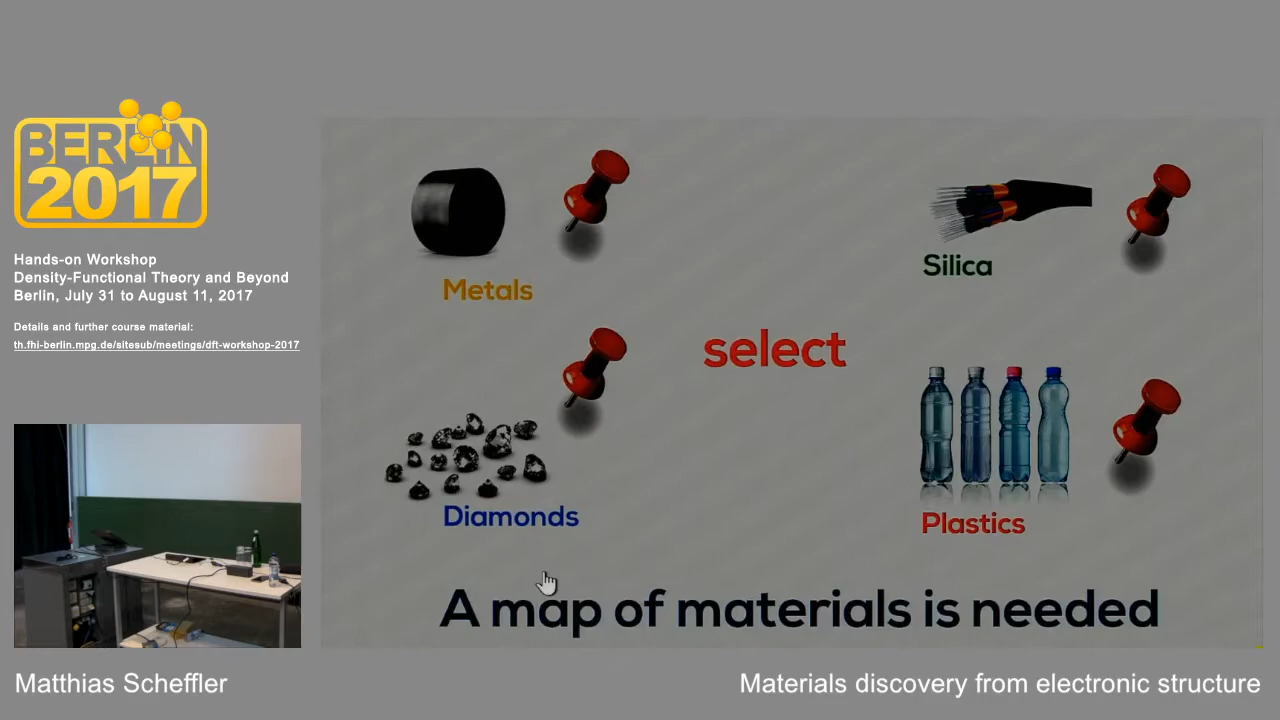 BERLIN
2017
Hands-on Workshop
Density-Functional Theory and Beyond
Berlin, July 31 to August 11, 2017
Details and further course material:
th.fhi-berlin.mpg.de/sitesub/meetings/dft-workshop-2017
Metals
Silica
select
Diamonds
Plastics
A map of materials is needed
Matthias Scheffler
Materials discovery from electronic structure